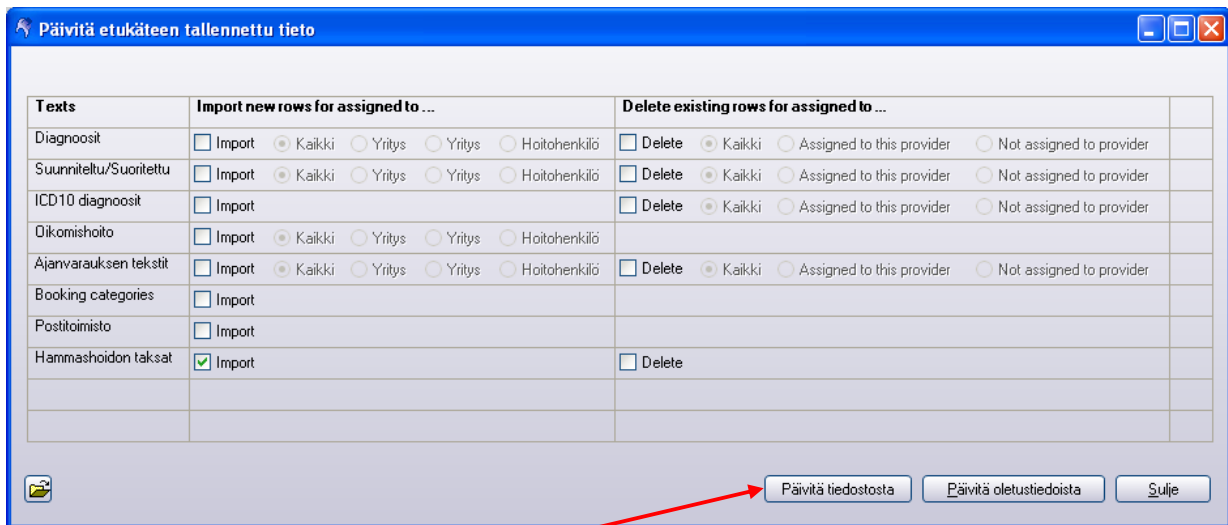 Päivitä etukäteen tallennettu tieto
Texts Import new rows for assigned to ... Delete existing rows for assigned to ...
Diagnoosit Import Kaikki Yritys Yritys Hoitohenkilö Delete Kaikki Assigned to this provider Not assigned to provider
Suunniteltu/Suoritettu Import Kaikki Yritys Yritys Hoitohenkilö Delete Kaikki Assigned to this provider Not assigned to provider
ICD10 diagnoosit Import Delete Kaikki Assigned to this provider Not assigned to provider
Oikomishoito Import Kaikki Yritys Yritys Hoitohenkilö
Ajanvarauksen tekstit Import Kaikki Yritys Yritys Hoitohenkilö Delete Kaikki Assigned to this provider Not assigned to provider
Booking categories Import
Postitoimisto Import
Hammashoidon taksat Import Delete
Päivitä tiedostosta Päivitä oletustiedoista Sulje